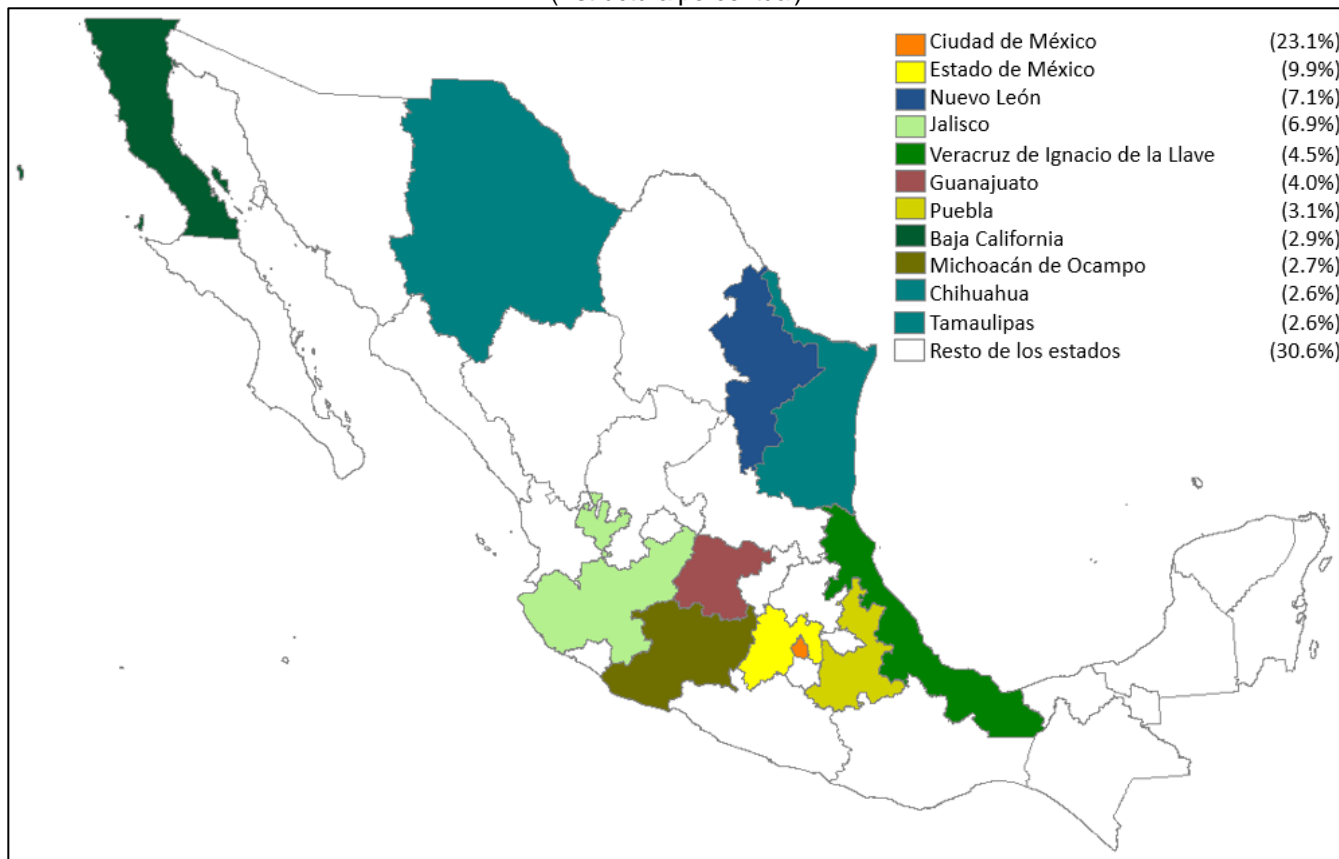 Ciudad de México (23.1%)
Estado de México (9.9%)
Nuevo León (7.1%)
Jalisco (6.9%)
Veracruz de Ignacio de la Llave (4.5%)
Guanajuato (4.0%)
Puebla (3.1%)
Baja California (2.9%)
Michoacán de Ocampo (2.7%)
Chihuahua (2.6%)
Tamaulipas (2.6%)
Resto de los estados (30.6%)